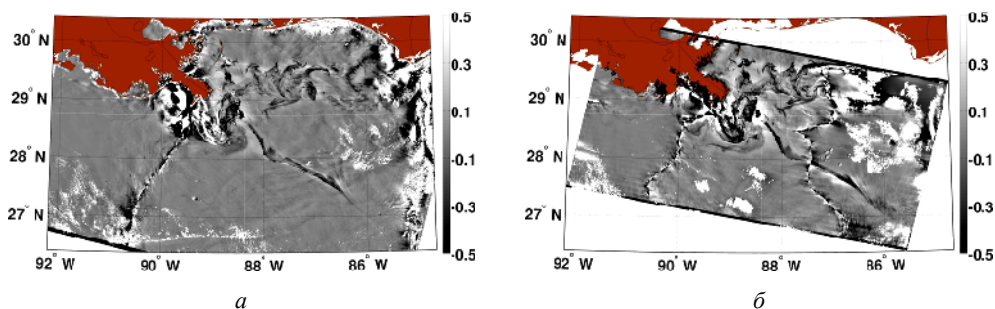 0.5 0.5
30° N 30° N
0.3 0.3
29° N 29° N
0.1 0.1
28° N 28° N
-0.1 -0.1
27° N 27° N
-0.3 -0.3
-0.5 -0.5
92° W 90° W 88° W 86° W 92° W 90° W 88° W 86° W
а б